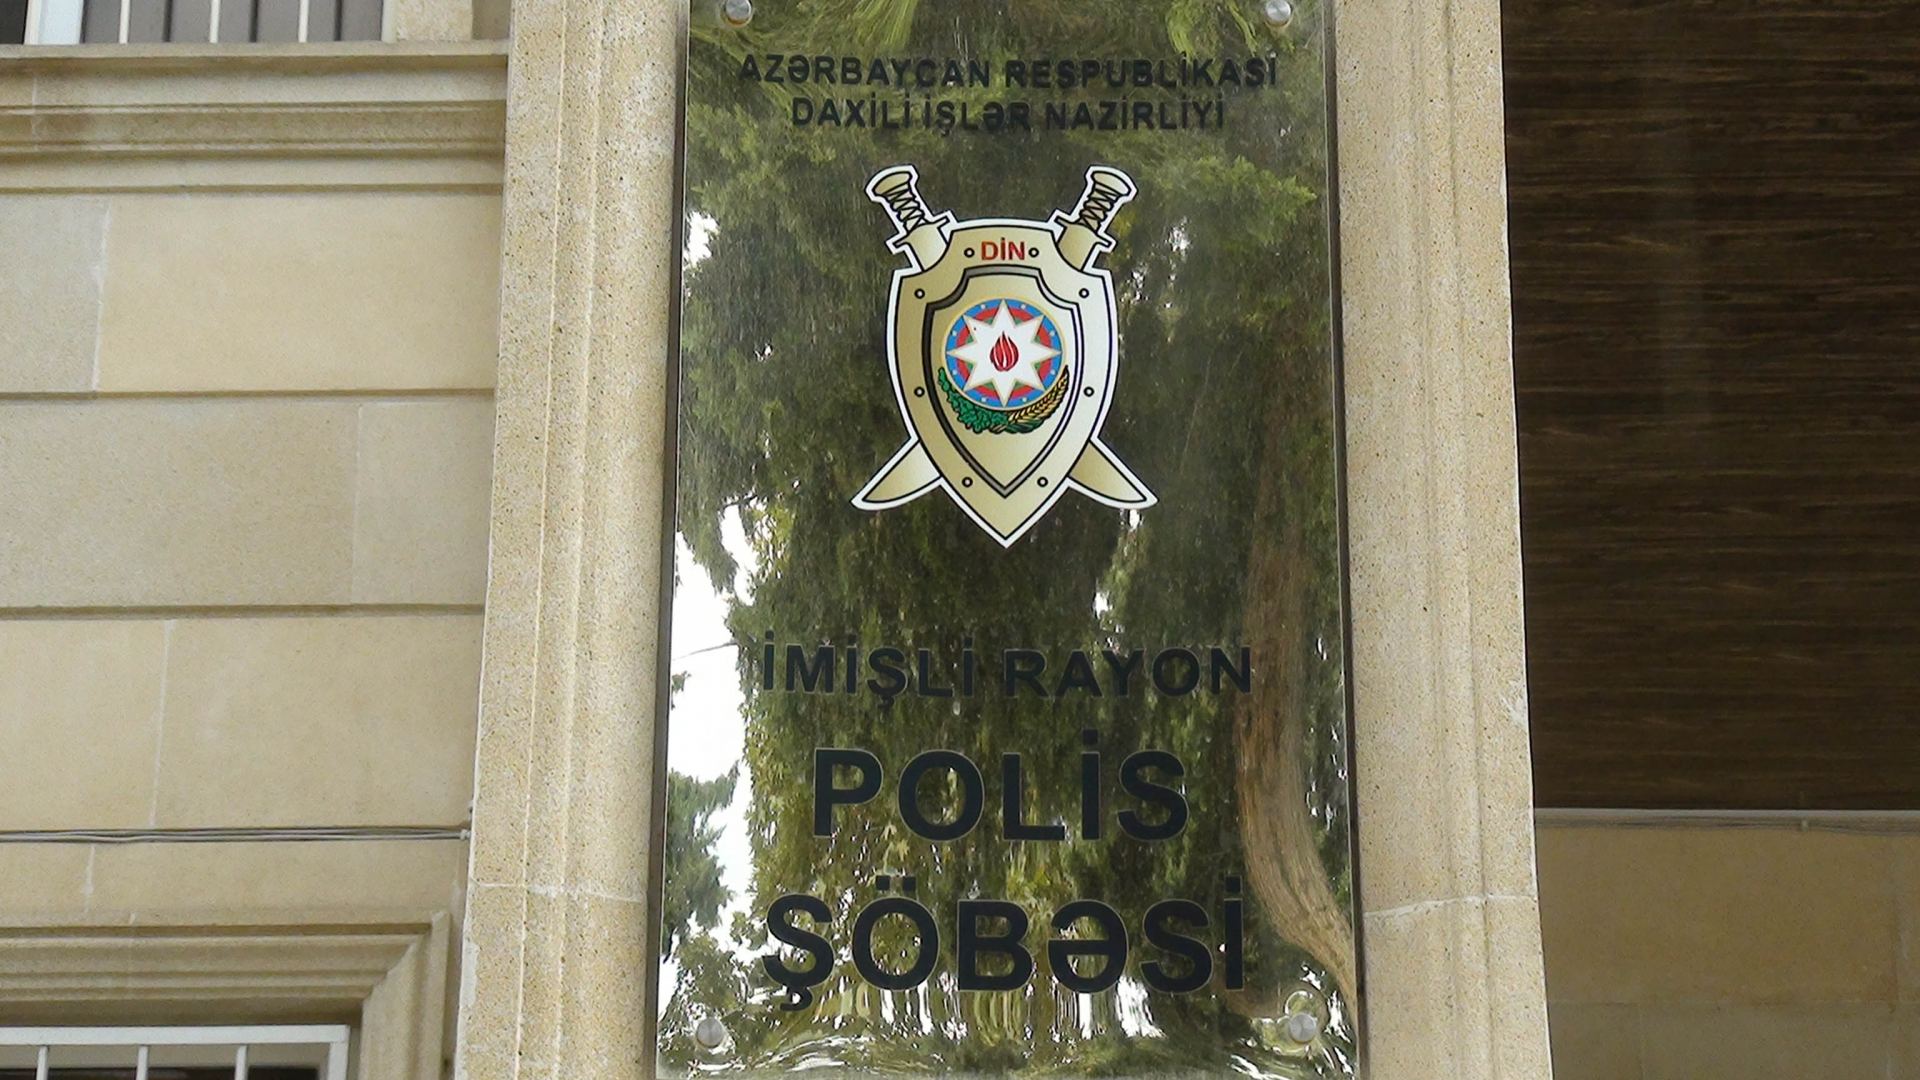 AZƏRBAYCAN RESPUBLİKASI
DAXİLİ İŞLƏR NAZİRLİYİ
DİN
İMİŞLİ RAYON
POLİS
ŞÖBƏSİ